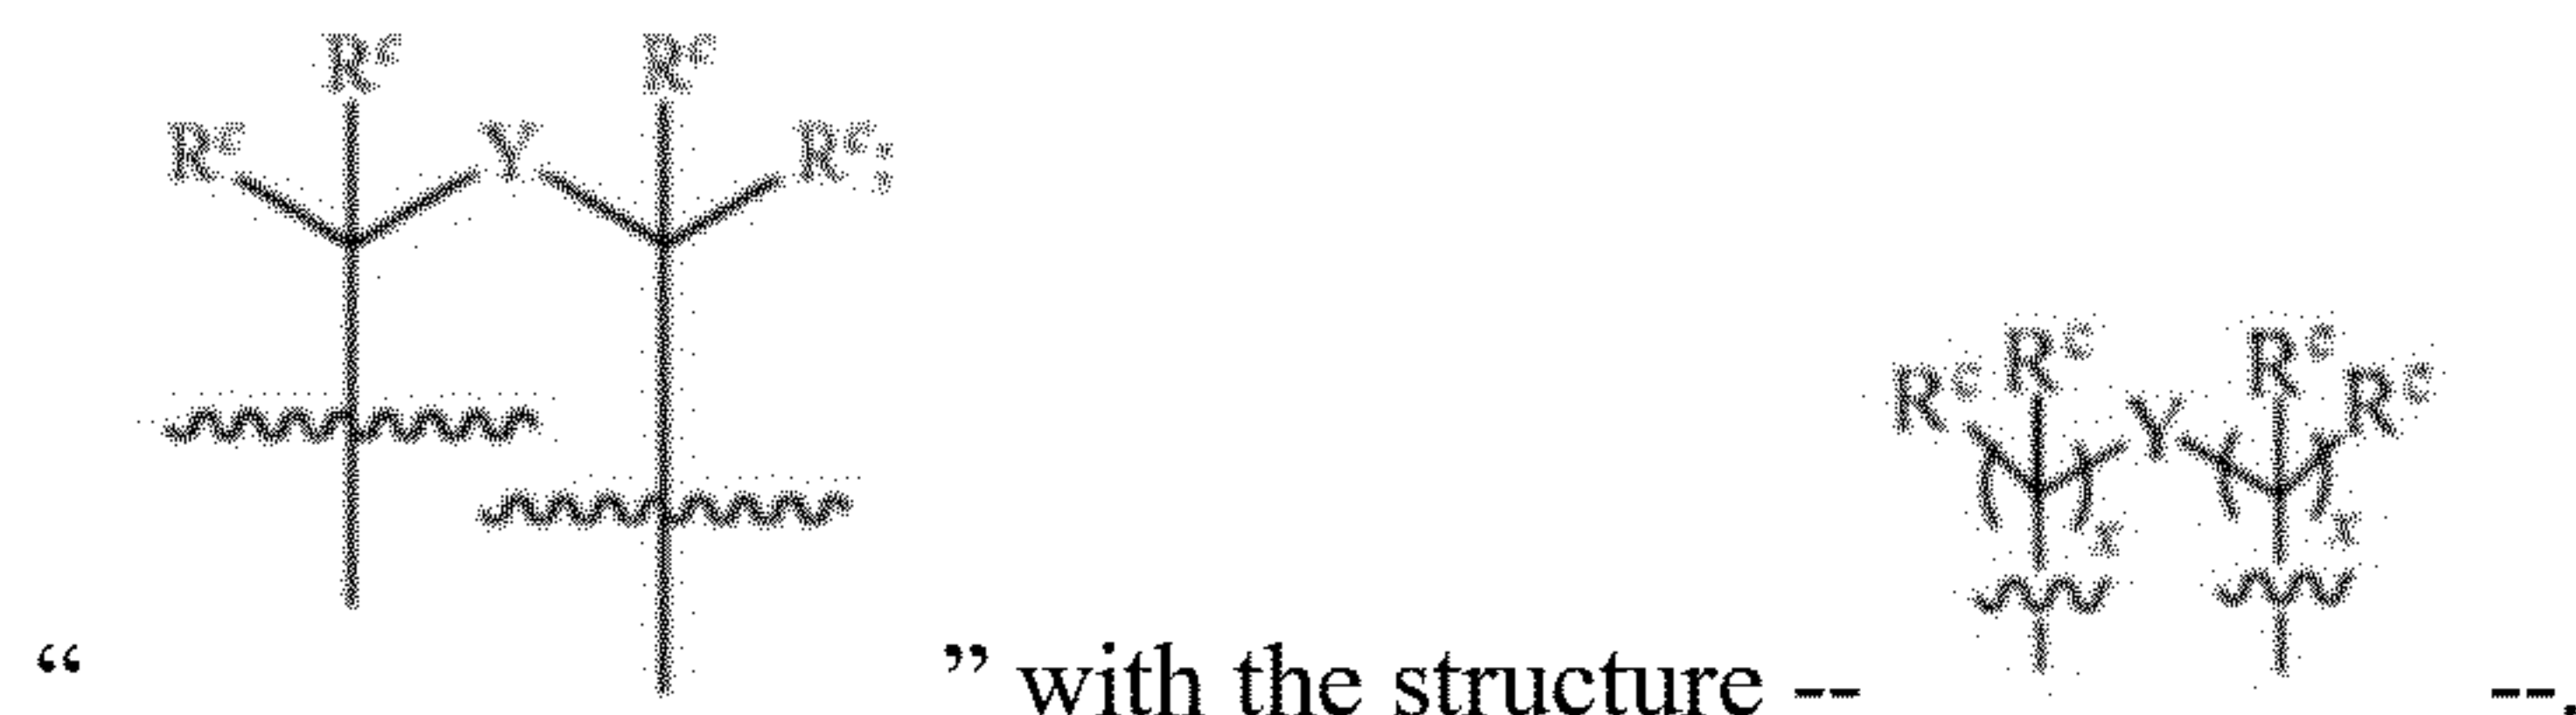 R^c R^c
R^c Y R^c ;
R^c R^c
R^c Y R^c
x x
“ ” with the structure -- --.